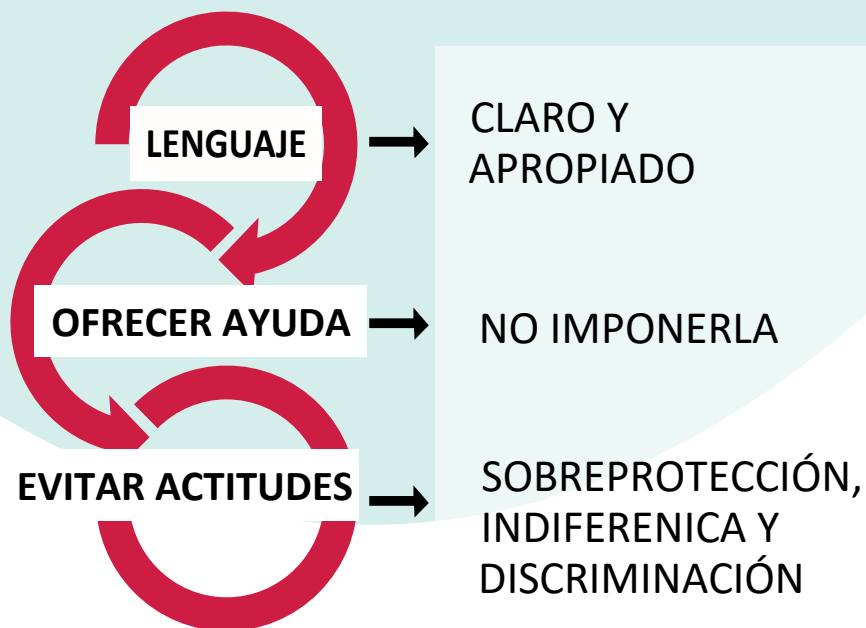 LENGUAJE
CLARO Y
APROPIADO
OFRECER AYUDA
NO IMPONERLA
EVITAR ACTITUDES
SOBREPROTECCIÓN,
INDIFERENICA Y
DISCRIMINACIÓN